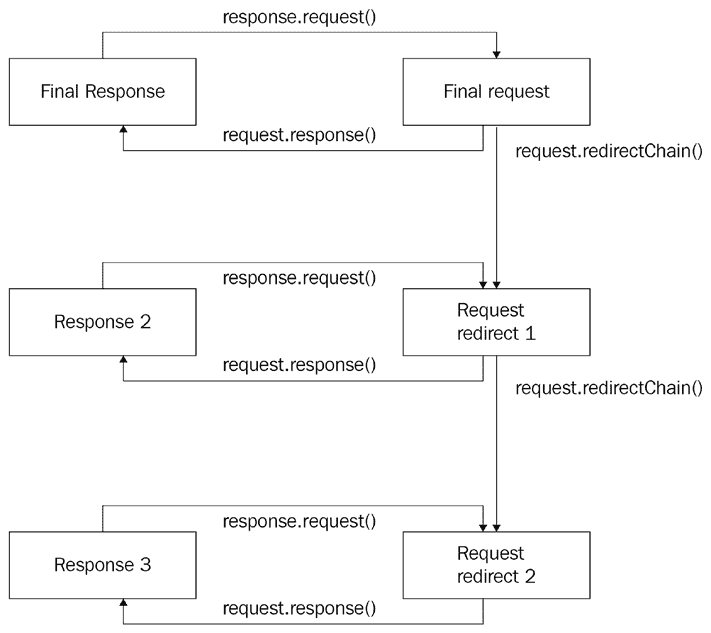 response.request()
Final Response
Final request
request.response()
request.redirectChain()
response.request()
Response 2
Request
redirect 1
request.response()
request.redirectChain()
response.request()
Response 3
Request
redirect 2
request.response()